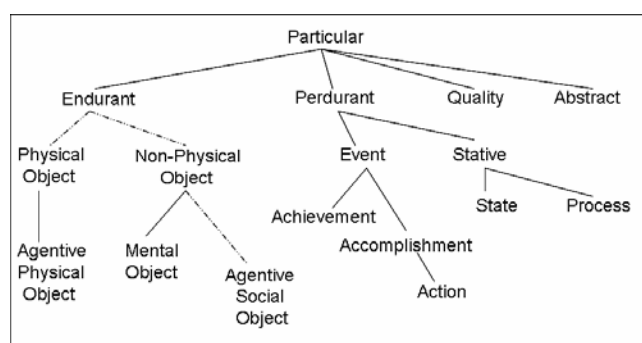 Particular
Endurant Perdurant Quality Abstract
Physical Object
Non-Physical Object
Event Stative
Achievement
State Process
Accomplishment
Agentive Physical Object
Mental Object
Agentive Social Object
Action